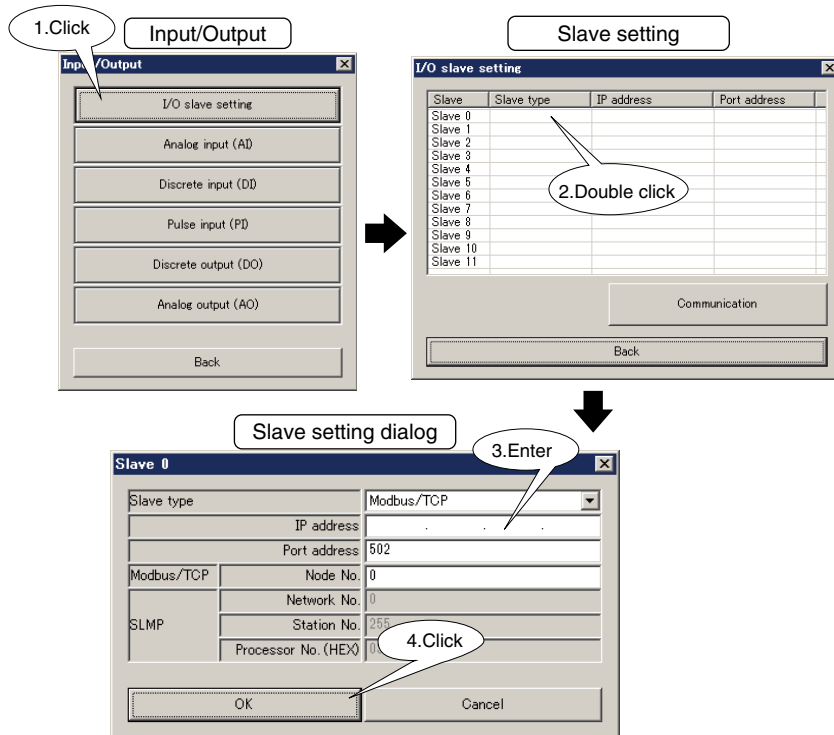 1.Click
Input/Output
Input/Output
I/O slave setting
Analog input (AI)
Discrete input (DI)
Pulse input (PI)
Discrete output (DO)
Analog output (AO)
Back
Slave setting
I/O slave setting
Slave Slave type IP address Port address
Slave 0
Slave 1
Slave 2
Slave 3
Slave 4
Slave 5
Slave 6
Slave 7
Slave 8
Slave 9
Slave 10
Slave 11
2.Double click
Communication
Back
Slave setting dialog
3.Enter
Slave 0
Slave type Modbus/TCP
IP address . . .
Port address 502
Modbus/TCP Node No. 0
SLMP
Network No. 0
Station No. 255
Processor No.(HEX)
4.Click
OK Cancel